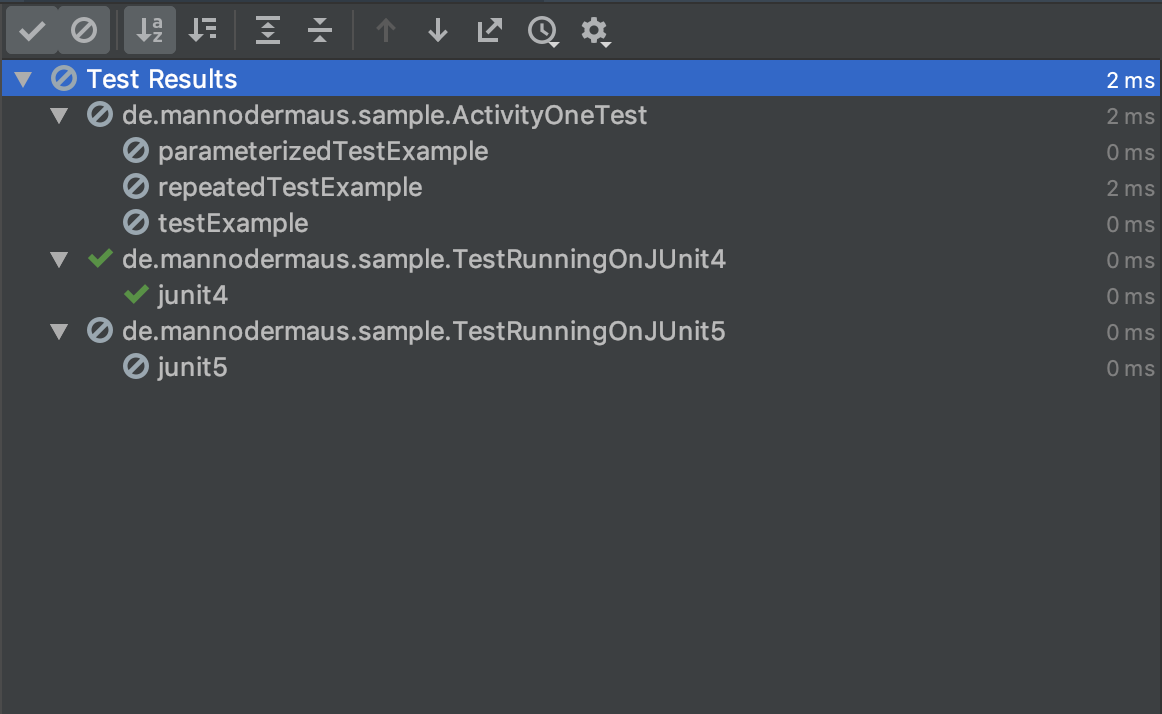 Test Results 2 ms
de.mannodermaus.sample.ActivityOneTest 2 ms
parameterizedTestExample 0 ms
repeatedTestExample 2 ms
testExample 0 ms
de.mannodermaus.sample.TestRunningOnJUnit4 0 ms
junit4 0 ms
de.mannodermaus.sample.TestRunningOnJUnit5 0 ms
junit5 0 ms